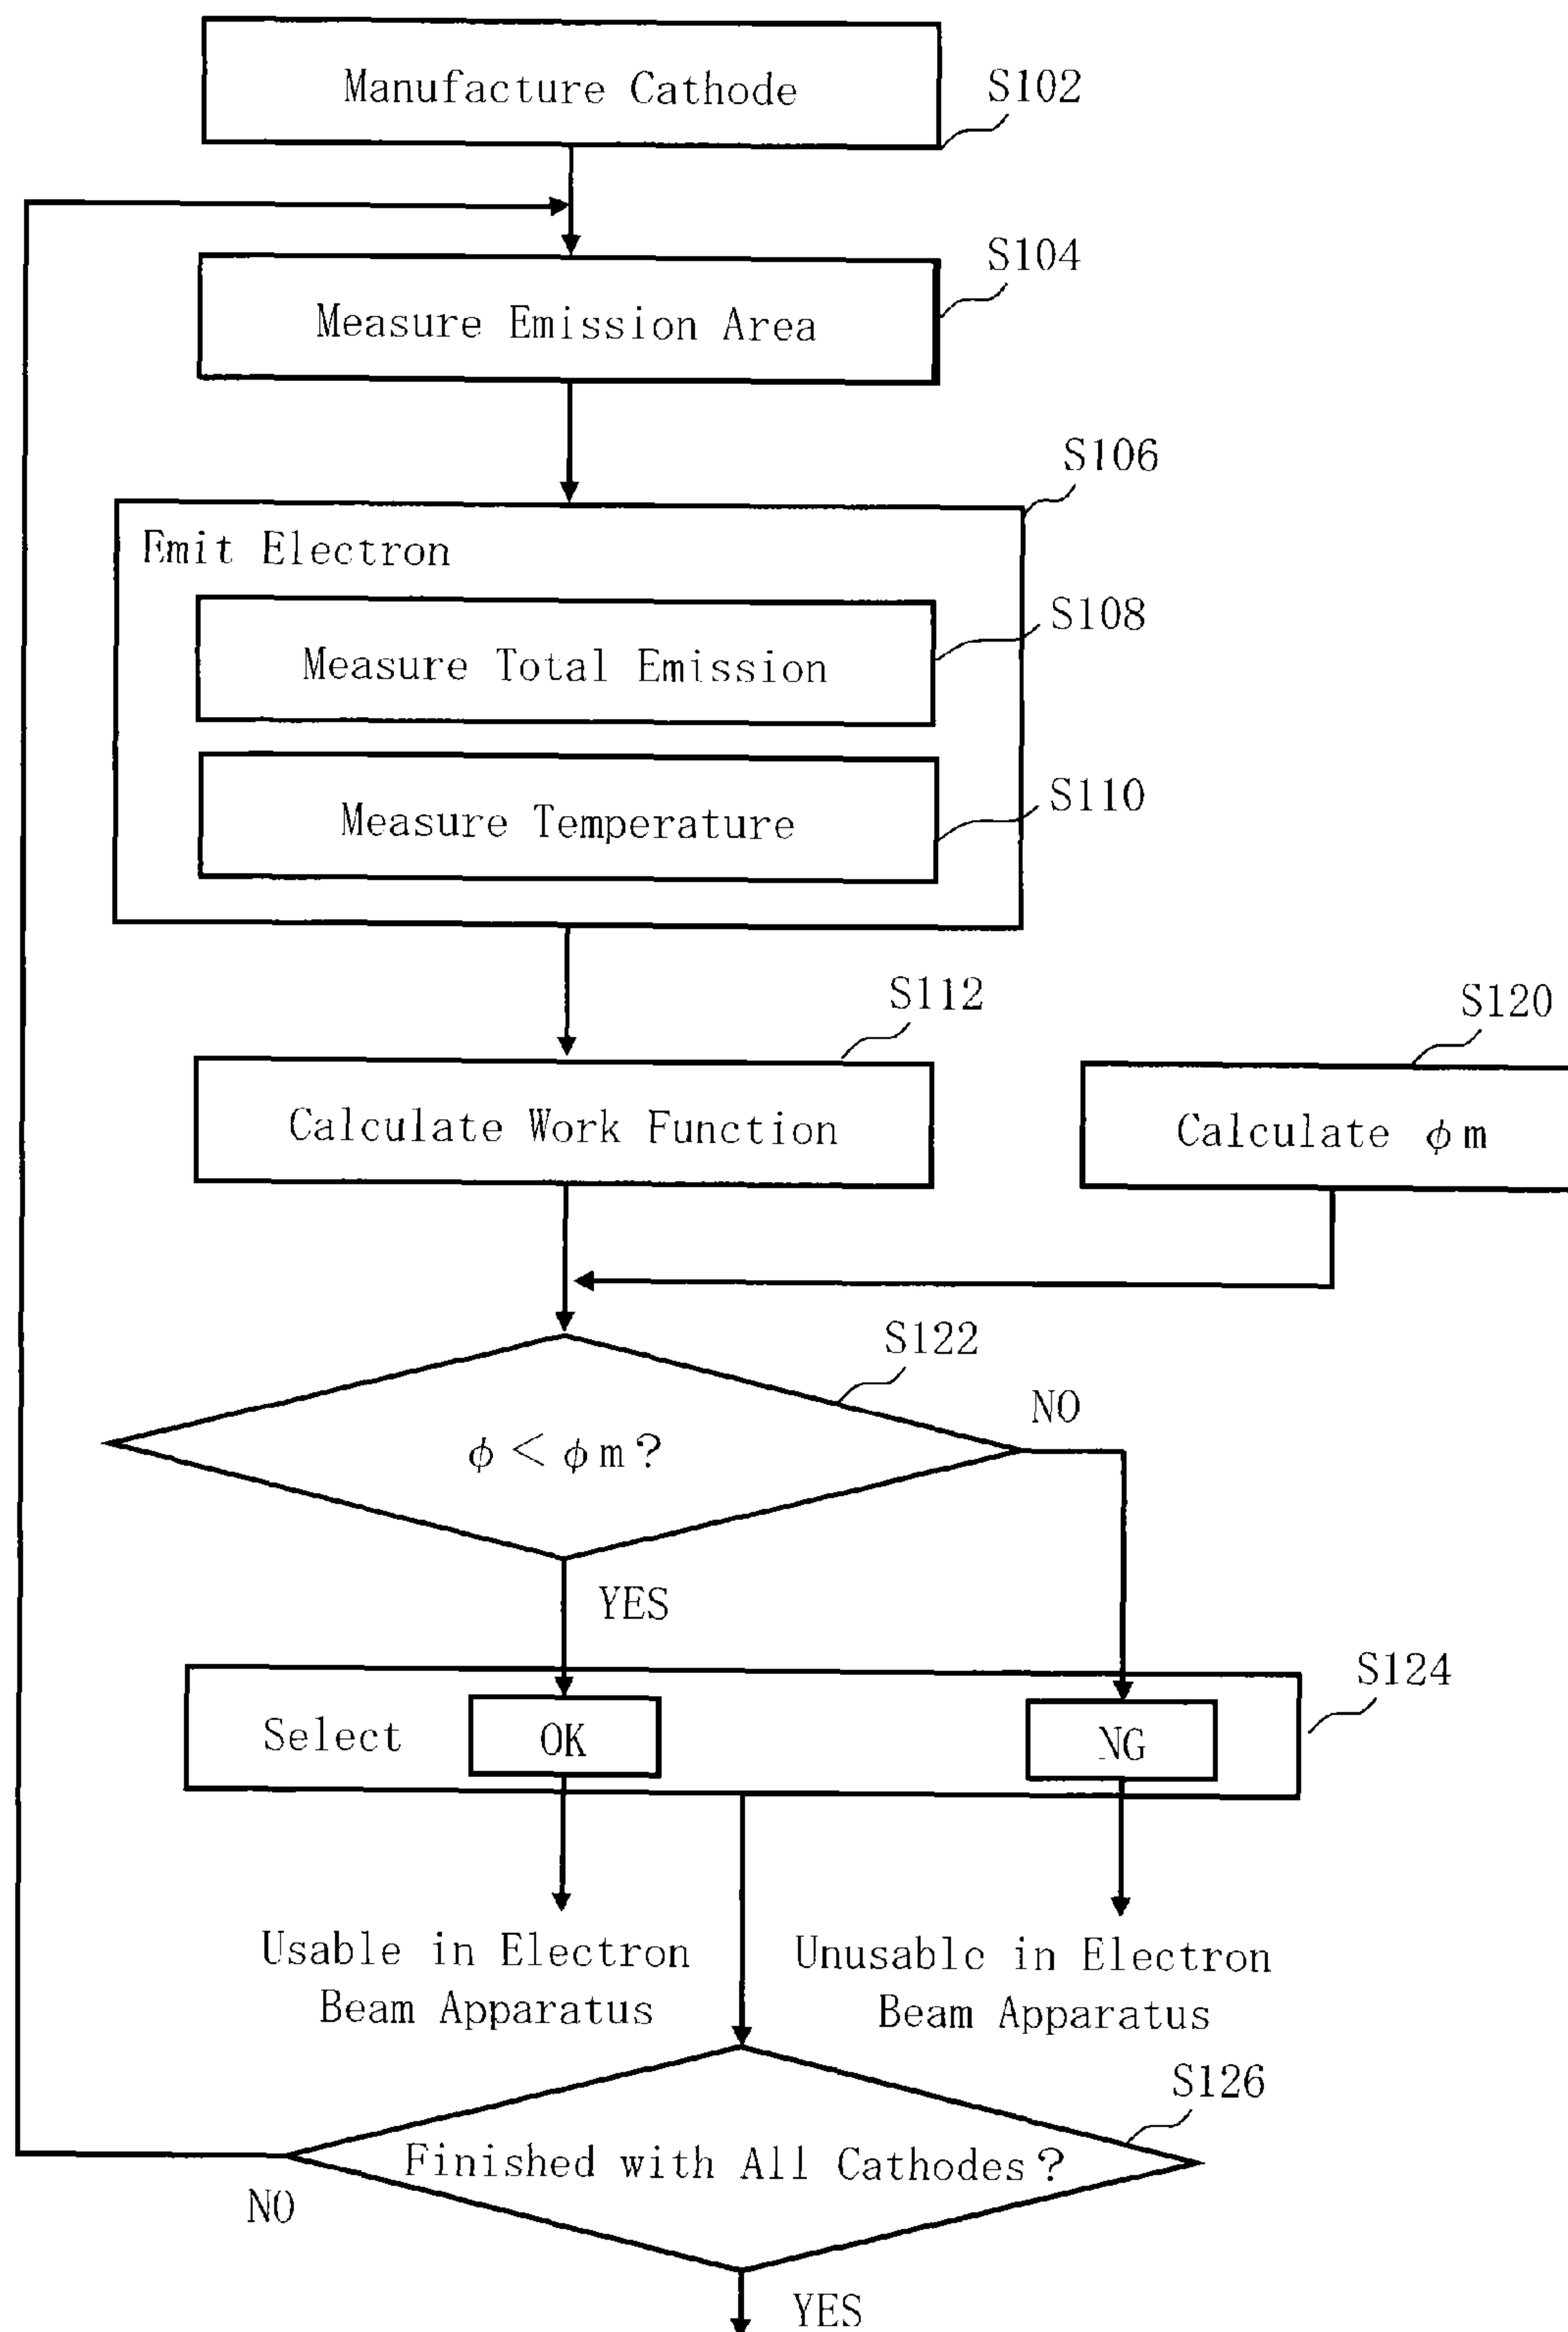 Manufacture Cathode
S102
Measure Emission Area
S104
S106
Emit Electron
Measure Total Emission
S108
Measure Temperature
S110
S112
S120
Calculate Work Function
Calculate φm
S122
φ < φm?
NO
YES
S124
Select
OK
NG
Usable in Electron
Beam Apparatus
Unusable in Electron
Beam Apparatus
S126
Finished with All Cathodes?
NO
YES